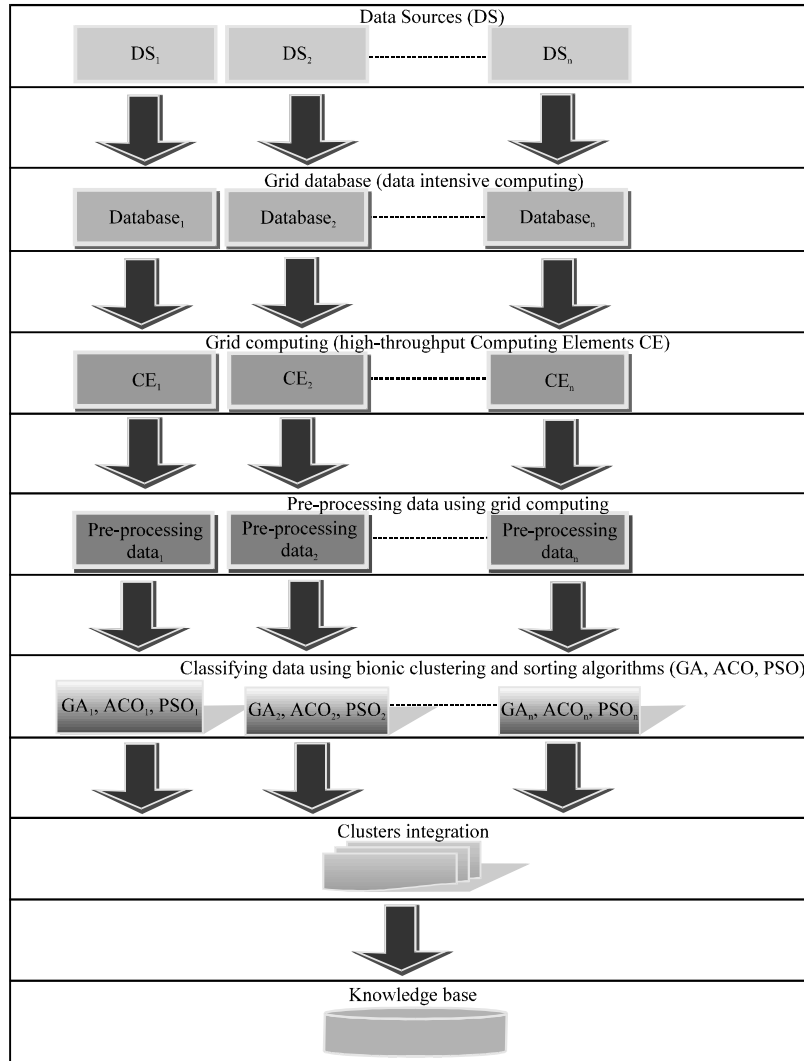 Data Sources (DS)
DS₁ DS₂ DSₙ
Grid database (data intensive computing)
Database₁ Database₂ Databaseₙ
Grid computing (high-throughput Computing Elements CE)
CE₁ CE₂ CEₙ
Pre-processing data using grid computing
Pre-processing data₁
Pre-processing data₂
Pre-processing dataₙ
Classifying data using bionic clustering and sorting algorithms (GA, ACO, PSO)
GA₁, ACO₁, PSO₁ GA₂, ACO₂, PSO₂ GAₙ, ACOₙ, PSOₙ
Clusters integration
Knowledge base